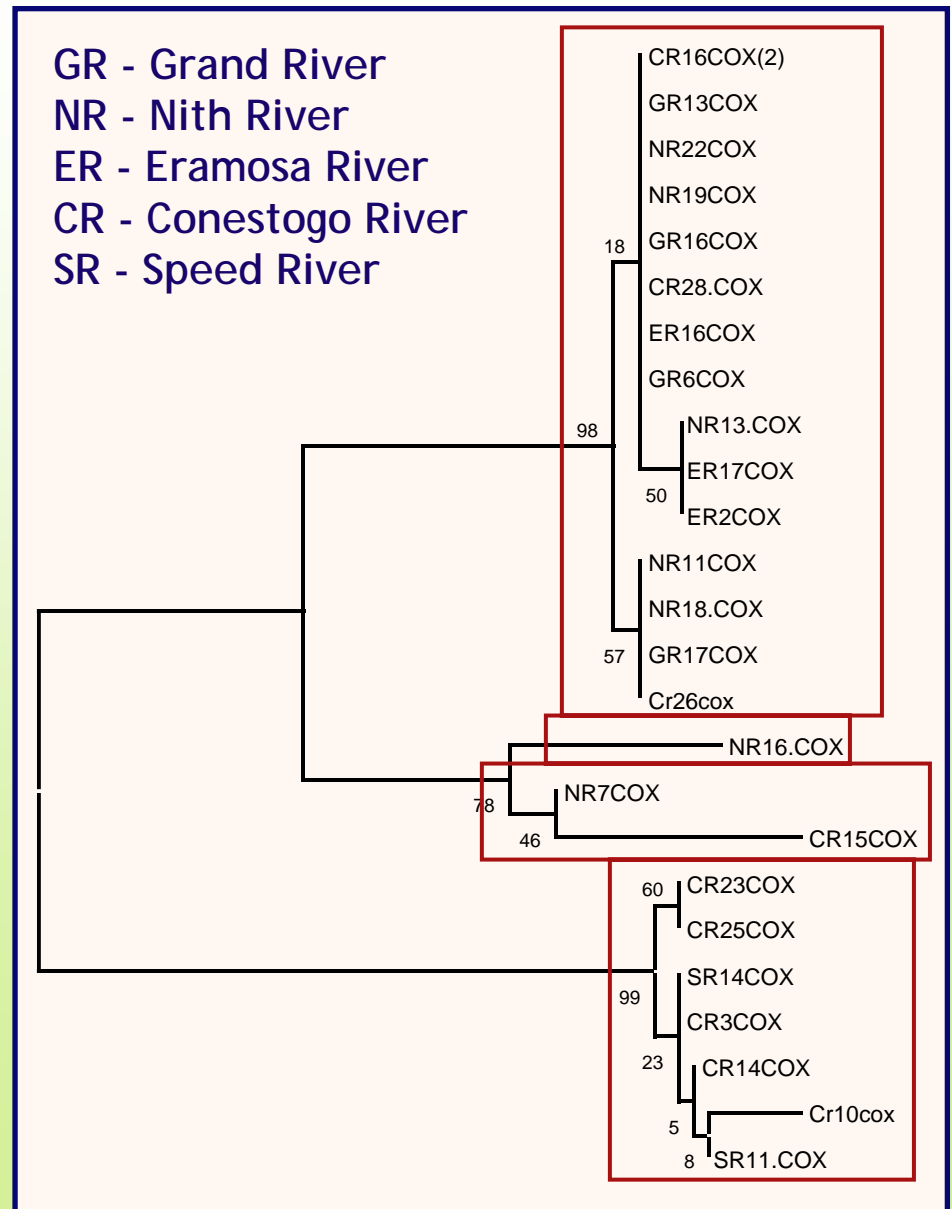 GR - Grand River
NR - Nith River
ER - Eramosa River
CR - Conestogo River
SR - Speed River
CR16COX(2)
GR13COX
NR22COX
NR19COX
GR16COX
18
CR28.COX
ER16COX
GR6COX
NR13.COX
98
ER17COX
50
ER2COX
NR11COX
NR18.COX
57
GR17COX
Cr26cox
NR16.COX
78
NR7COX
46
CR15COX
60
CR23COX
CR25COX
SR14COX
99
CR3COX
23
CR14COX
Cr10cox
5
8
SR11.COX